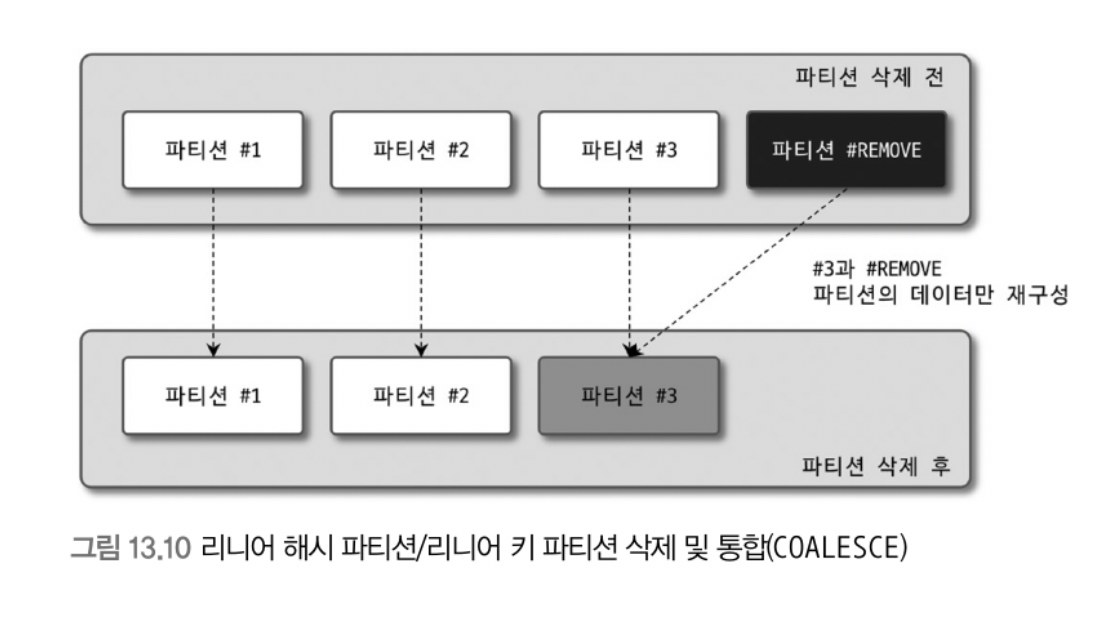 파티션 삭제 전
파티션 #1
파티션 #2
파티션 #3
파티션 #REMOVE
#3과 #REMOVE
파티션의 데이터만 재구성
파티션 #1
파티션 #2
파티션 #3
파티션 삭제 후
그림 13.10 리니어 해시 파티션/리니어 키 파티션 삭제 및 통합(COALESCE)